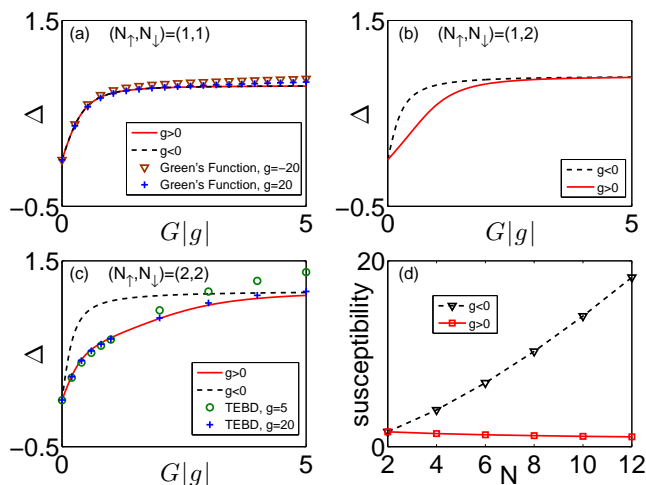 (a) (N↑,N↓)=(1,1)
1.5
Δ
-0.5
g>0
g<0
Green's Function, g=-20
Green's Function, g=20
0
5
G|g|
(b) (N↑,N↓)=(1,2)
1.5
Δ
-0.5
g<0
g>0
0
5
G|g|
(c) (N↑,N↓)=(2,2)
1.5
Δ
-0.5
g>0
g<0
TEBD, g=5
TEBD, g=20
0
5
G|g|
(d)
20
susceptibility
0
g<0
g>0
2 4 6 8 10 12
N